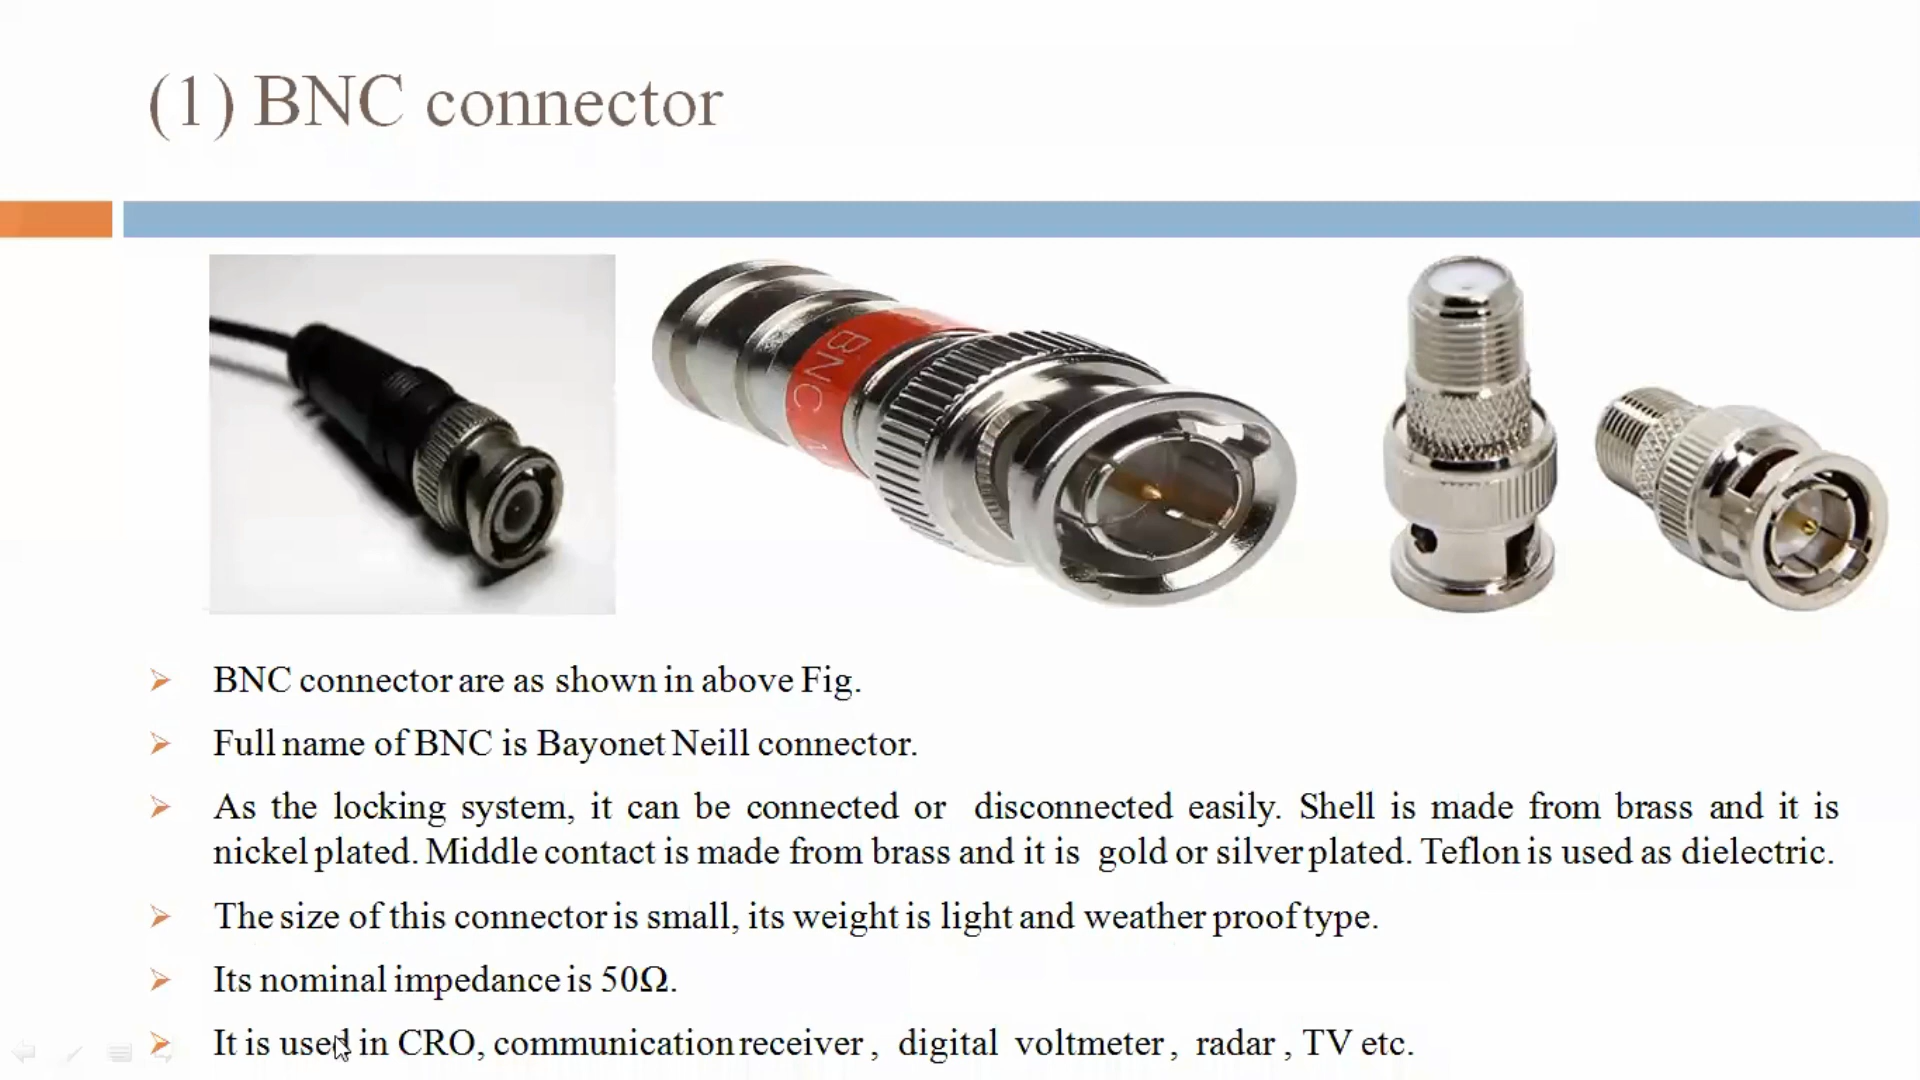 (1) BNC connector
BNC
BNC connector are as shown in above Fig.
Full name of BNC is Bayonet Neill connector.
As the locking system, it can be connected or disconnected easily. Shell is made from brass and it is
nickel plated. Middle contact is made from brass and it is gold or silver plated. Teflon is used as dielectric.
The size of this connector is small, its weight is light and weather proof type.
Its nominal impedance is 50Ω.
It is used in CRO, communication receiver , digital voltmeter , radar , TV etc.